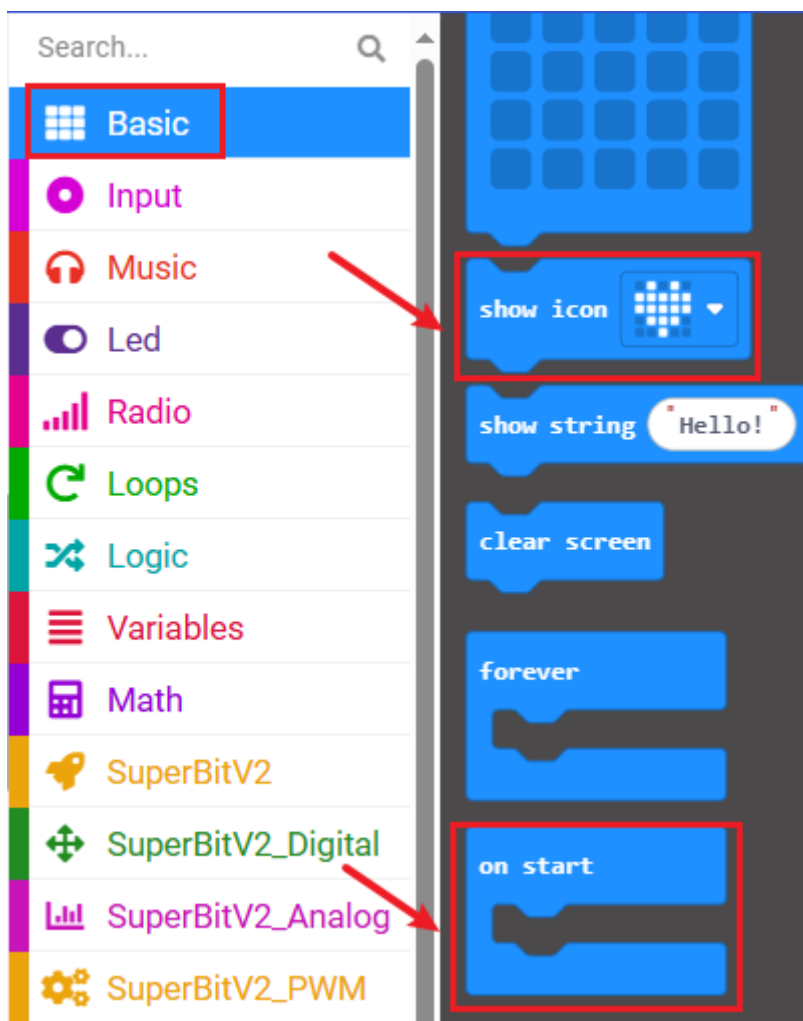 Search...
Basic
Input
Music
Led
Radio
Loops
Logic
Variables
Math
SuperBitV2
SuperBitV2_Digital
SuperBitV2_Analog
SuperBitV2_PWM
show icon
show string "Hello!"
clear screen
forever
on start